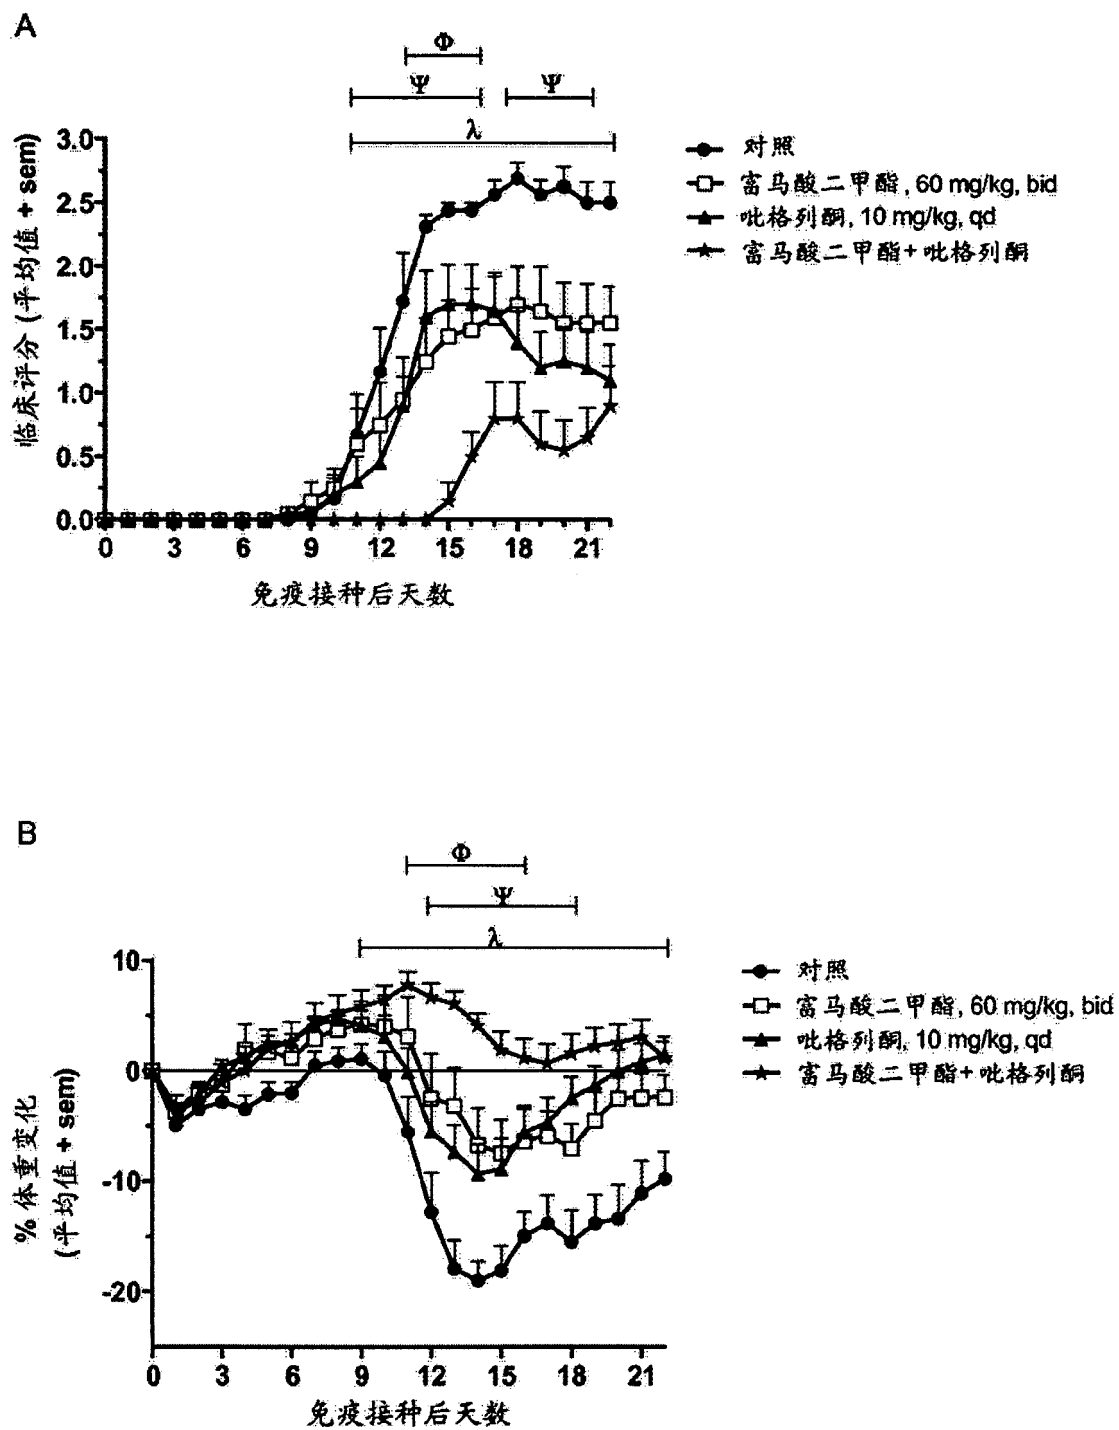 A
Φ
Ψ Ψ
λ
临床评分 (平均值 + sem)
3.0
2.5
2.0
1.5
1.0
0.5
0.0
0 3 6 9 12 15 18 21
免疫接种后天数
对照
富马酸二甲酯, 60 mg/kg, bid
吡格列酮, 10 mg/kg, qd
富马酸二甲酯+吡格列酮
B
Φ
Ψ
λ
% 体重变化
(平均值 + sem)
10
0
-10
-20
0 3 6 9 12 15 18 21
免疫接种后天数
对照
富马酸二甲酯, 60 mg/kg, bid
吡格列酮, 10 mg/kg, qd
富马酸二甲酯+吡格列酮